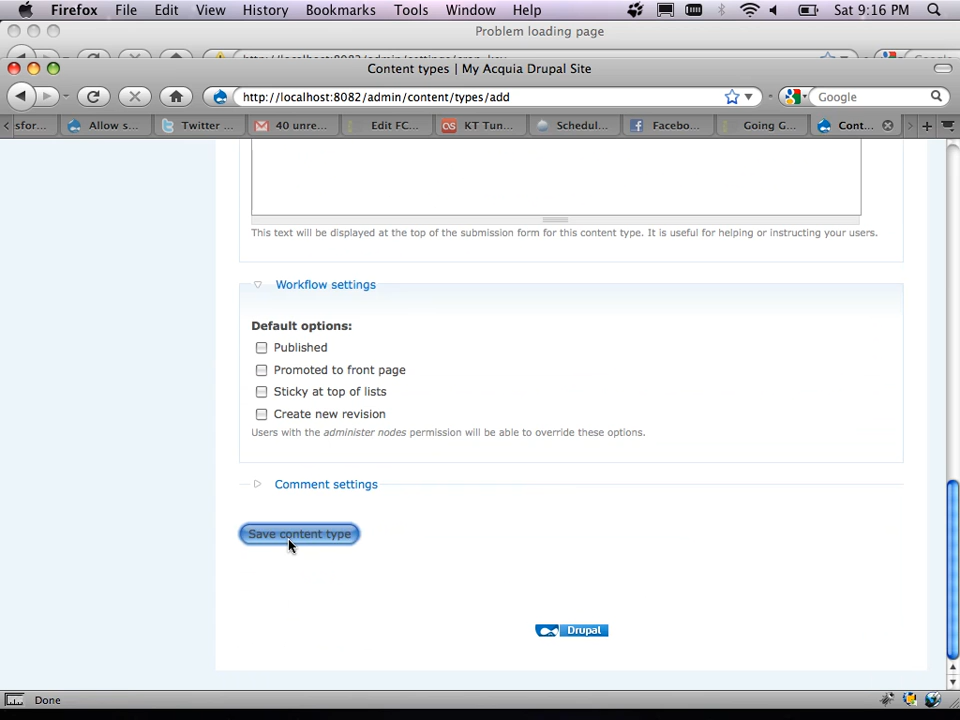 Firefox File Edit View History Bookmarks Tools Window Help Sat 9:16 PM
Problem loading page
Content types | My Acquia Drupal Site
http://localhost:8082/admin/content/types/add
Google
sfor... Allow s... Twitter ... 40 unre... Edit FC... KT Tun... Schedul... Facebo... Going G... Cont...
This text will be displayed at the top of the submission form for this content type. It is useful for helping or instructing your users.
Workflow settings
Default options:
Published
Promoted to front page
Sticky at top of lists
Create new revision
Users with the administer nodes permission will be able to override these options.
Comment settings
Save content type
Drupal
Done